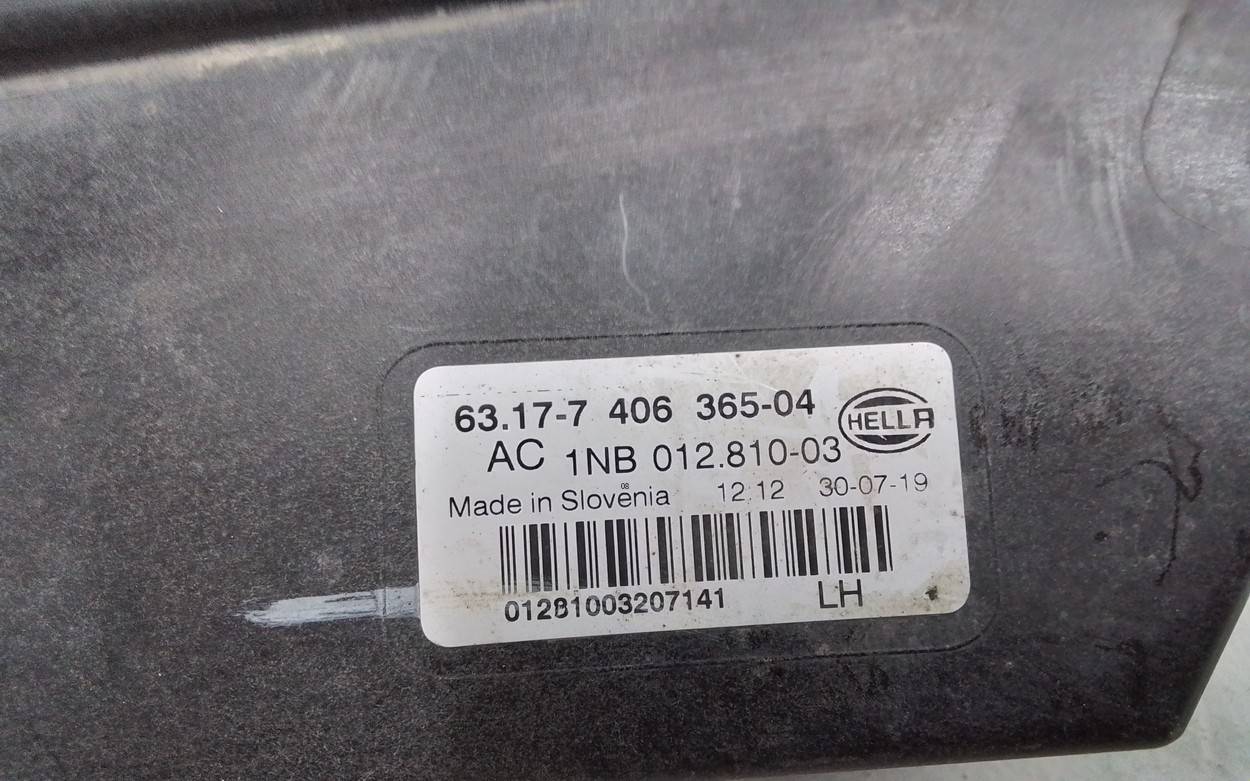 63.17-7 406 365-04
HELLA
AC 1NB 012.810-03
08
Made in Slovenia 12.12 30-07-19
01281003207141 LH